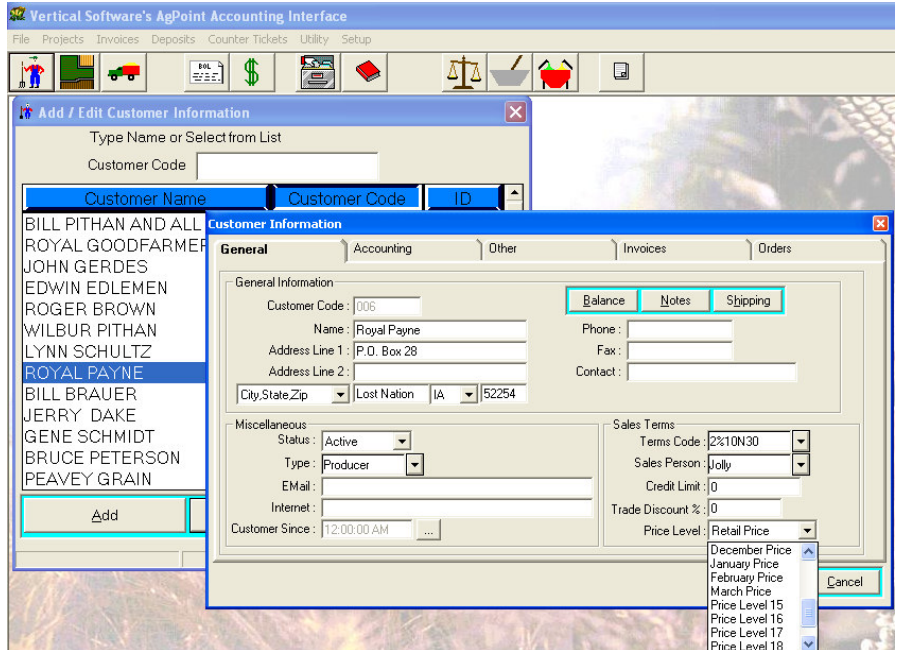 Vertical Software's AgPoint Accounting Interface
File Projects Invoices Deposits Counter Tickets Utility Setup
BOL
Add / Edit Customer Information
Type Name or Select from List
Customer Code
Customer Name Customer Code ID
BILL PITHAN AND ALL
ROYAL GOODFARMER
JOHN GERDES
EDWIN EDLEMEN
ROGER BROWN
WILBUR PITHAN
LYNN SCHULTZ
ROYAL PAYNE
BILL BRAUER
JERRY DAKE
GENE SCHMIDT
BRUCE PETERSON
PEAVEY GRAIN
Add
Customer Information
General Accounting Other Invoices Orders
General Information
Customer Code : 006
Balance Notes Shipping
Name : Royal Payne
Phone :
Address Line 1 : P.O. Box 28
Fax :
Address Line 2 :
Contact :
City,State,Zip Lost Nation IA 52254
Miscellaneous
Status : Active
Type : Producer
EMail :
Internet :
Customer Since : 12:00:00 AM ...
Sales Terms
Terms Code : 2%10N30
Sales Person : Jolly
Credit Limit : 0
Trade Discount % : 0
Price Level : Retail Price
December Price
January Price
February Price
March Price
Price Level 15
Price Level 16
Price Level 17
Price Level 18
Cancel